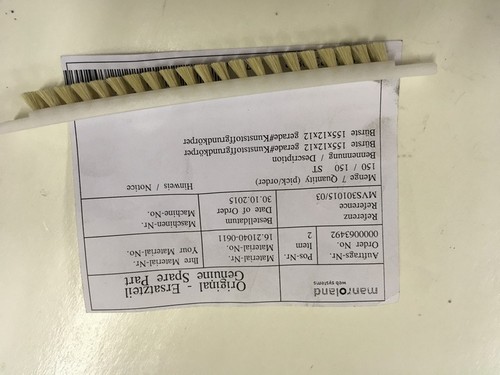 manroland
web systems
Original - Ersatzteil
Genuine Spare Part
Auftrags-Nr.
Order No.
0000063492
Pos-Nr.
Item
2
Material-Nr.
Material-No.
16.21040-0611
Ihre Material-Nr.
Your Material-No.
Referenz
Reference
MVS301015/03
Bestelldatum
Date of Order
30.10.2015
Maschinen-Nr.
Machine-No.
Menge / Quantity (pick/order)
150 / 150 ST
Hinweis / Notice
Benennung / Description
Bürste 155x12x12 gerade#Kunststoffgrundkörper
Bürste 155x12x12 gerade#Kunststoffgrundkörper